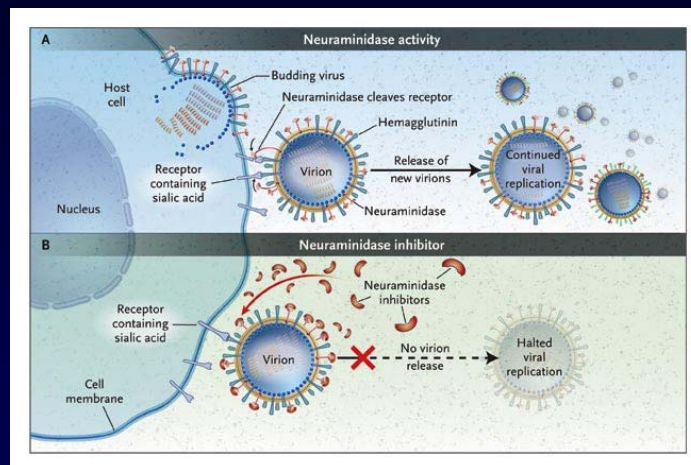 A
Neuraminidase activity
Budding virus
Host
cell
Neuraminidase cleaves receptor
Hemagglutinin
Receptor
containing
sialic acid
Virion
Release of
new virions
Continued
viral
replication
Nucleus
Neuraminidase
B
Neuraminidase inhibitor
Neuraminidase
inhibitors
Receptor
containing
sialic acid
Virion
No virion
release
Halted
viral
replication
Cell
membrane